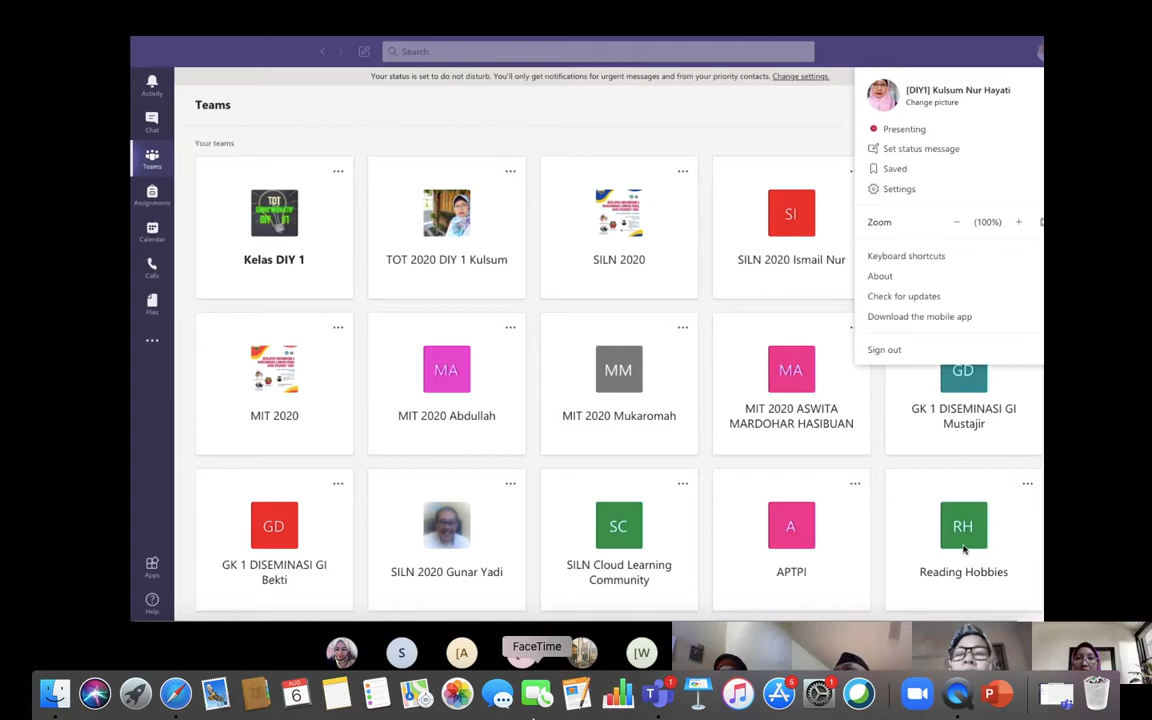 Search
Your status is set to do not disturb. You'll only get notifications for urgent messages and from your priority contacts. Change settings.
Activity
Chat
Teams
Assignments
Calendar
Calls
Files
Apps
Help
Teams
Your teams
Kelas DIY 1
TOT 2020 DIY 1 Kulsum
SILN 2020
SI
SILN 2020 Ismail Nur
MIT 2020
MA
MIT 2020 Abdullah
MM
MIT 2020 Mukaromah
MA
MIT 2020 ASWITA
MARDOHAR HASIBUAN
GD
GK 1 DISEMINASI GI
Mustajir
GD
GK 1 DISEMINASI GI
Bekti
SILN 2020 Gunar Yadi
SC
SILN Cloud Learning
Community
A
APTPI
RH
Reading Hobbies
[DIY1] Kulsum Nur Hayati
Change picture
Presenting
Set status message
Saved
Settings
Zoom
(100%)
Keyboard shortcuts
About
Check for updates
Download the mobile app
Sign out
S
[A
FaceTime
[W
AUG
6
1
5
1